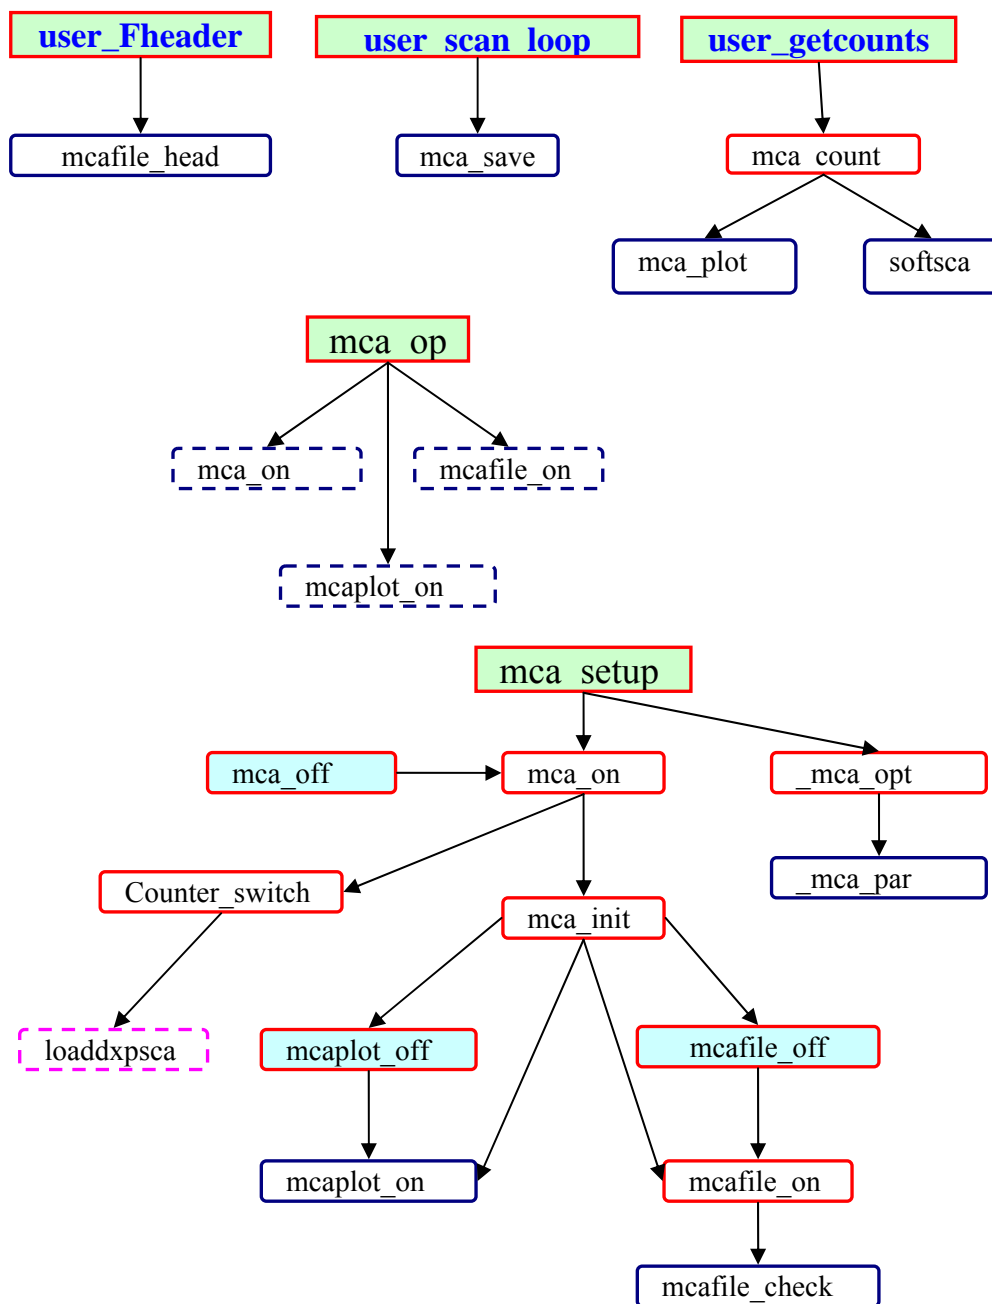 user_Fheader
user_scan_loop
user_getcounts
mcafile_head
mca_save
mca_count
mca_plot
softsca
mca_op
mca_on
mcafile_on
mcaplot_on
mca_setup
mca_off
mca_on
_mca_opt
Counter_switch
_mca_par
mca_init
loaddxpsca
mcaplot_off
mcafile_off
mcaplot_on
mcafile_on
mcafile_check